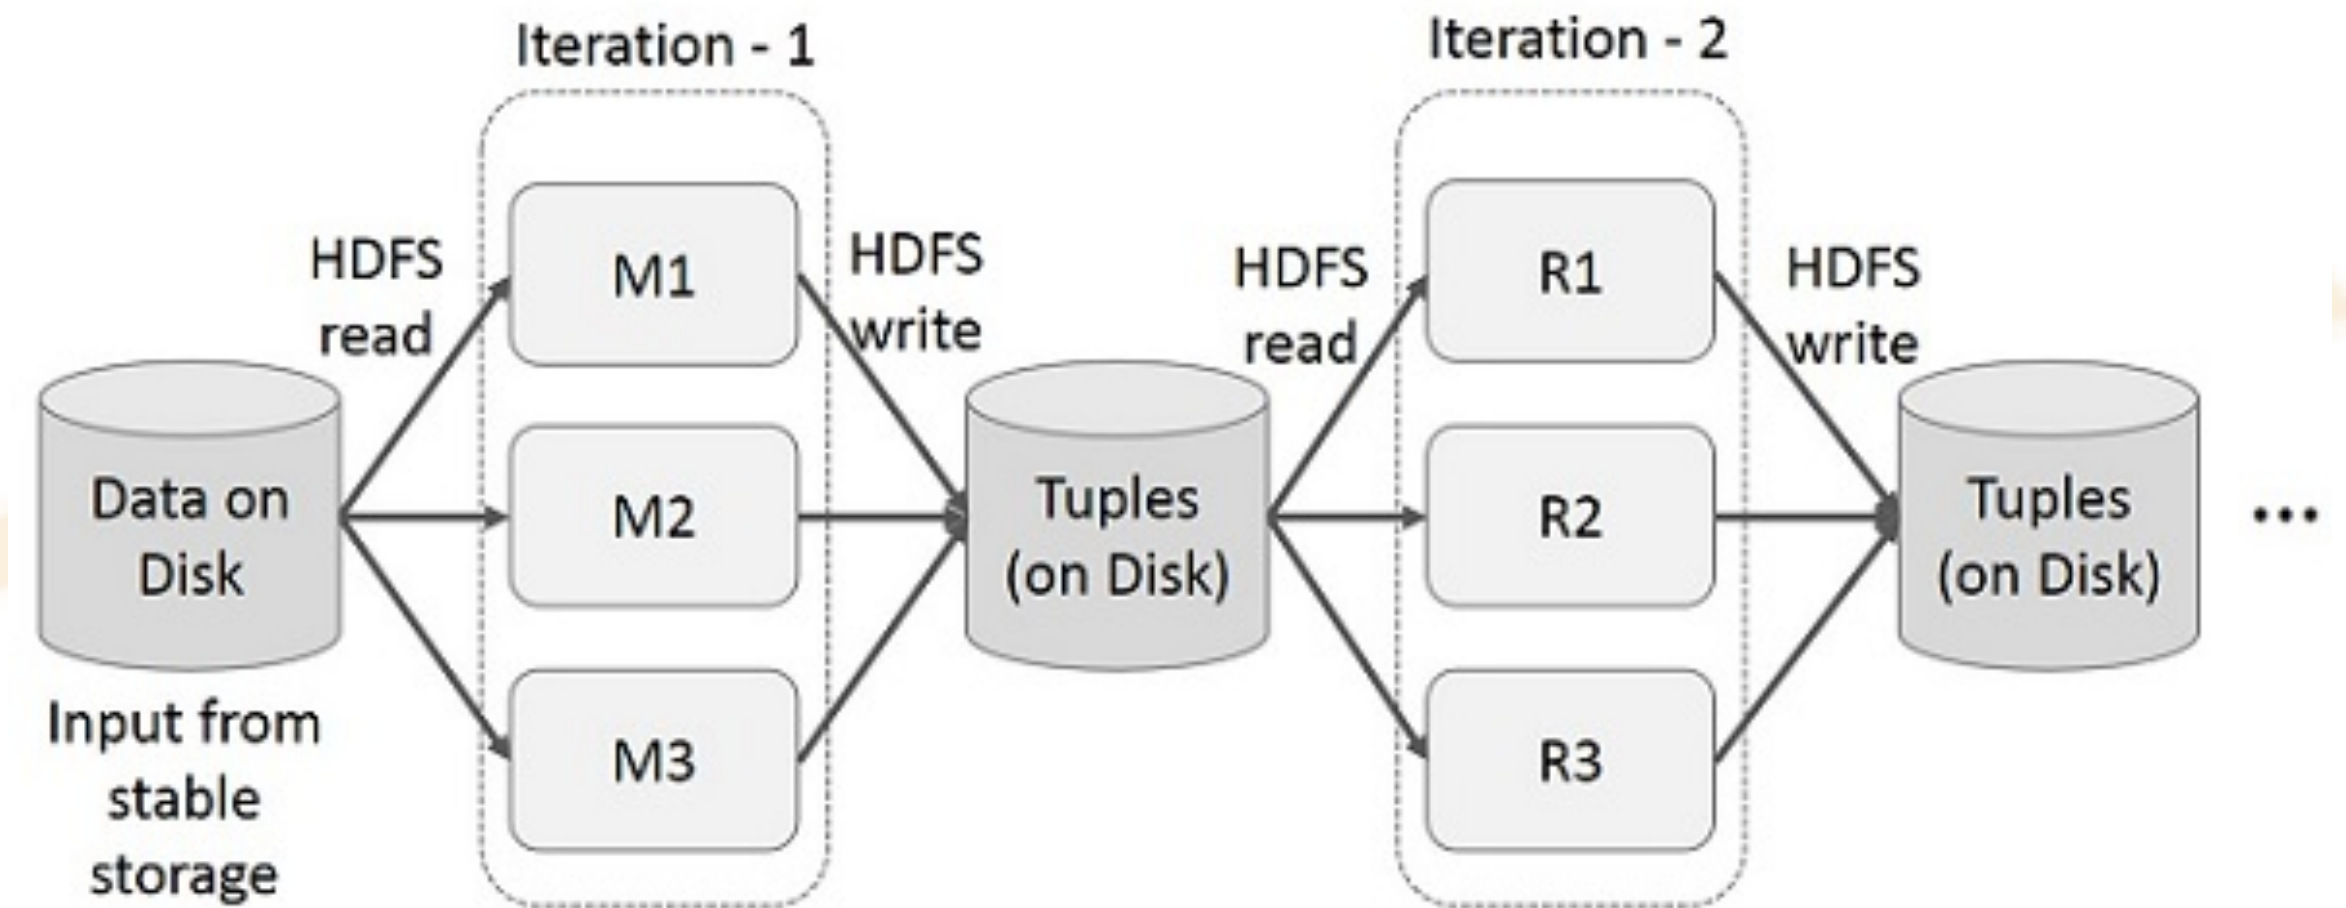 Iteration - 1
Iteration - 2
HDFS
read
M1
HDFS
write
HDFS
read
R1
HDFS
write
Data on
Disk
M2
Tuples
(on Disk)
R2
Tuples
(on Disk)
...
Input from
stable
storage
M3
R3